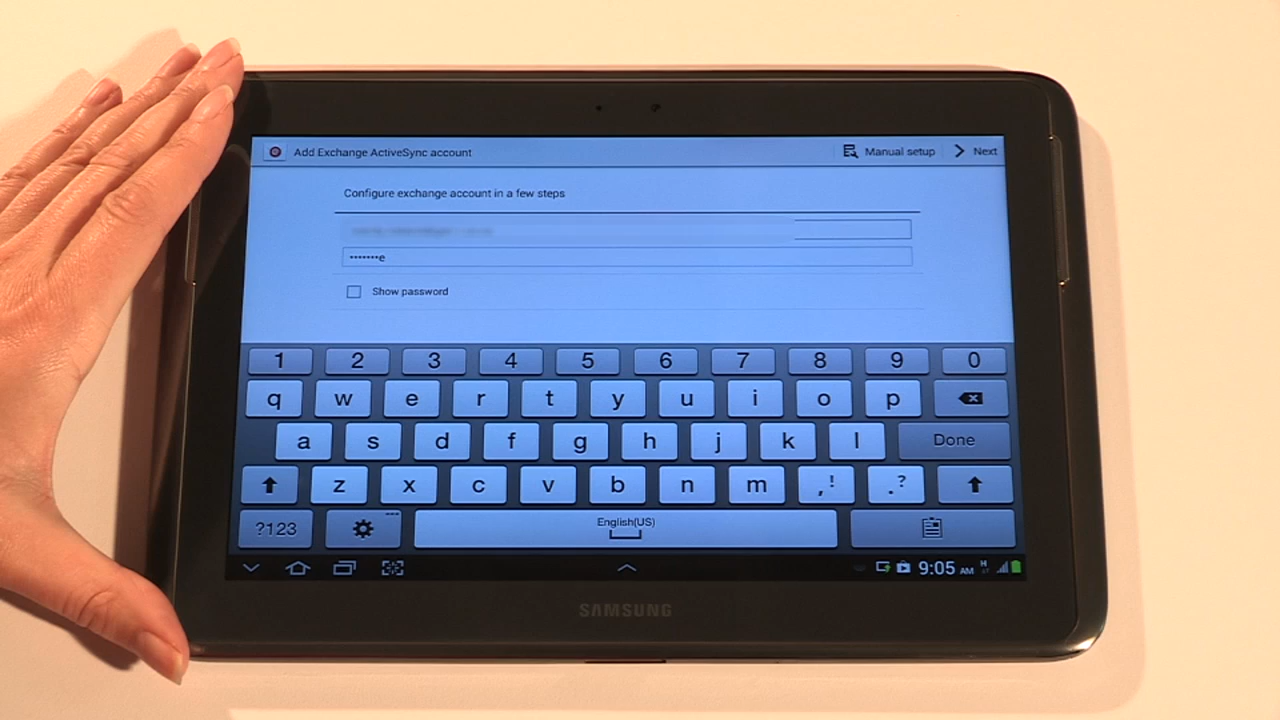 Add Exchange ActiveSync account Manual setup Next
Configure exchange account in a few steps
•••••••e
Show password
1 2 3 4 5 6 7 8 9 0
q w e r t y u i o p
a s d f g h j k l Done
z x c v b n m ,! .?
?123 English(US)
9:05 AM H
SAMSUNG